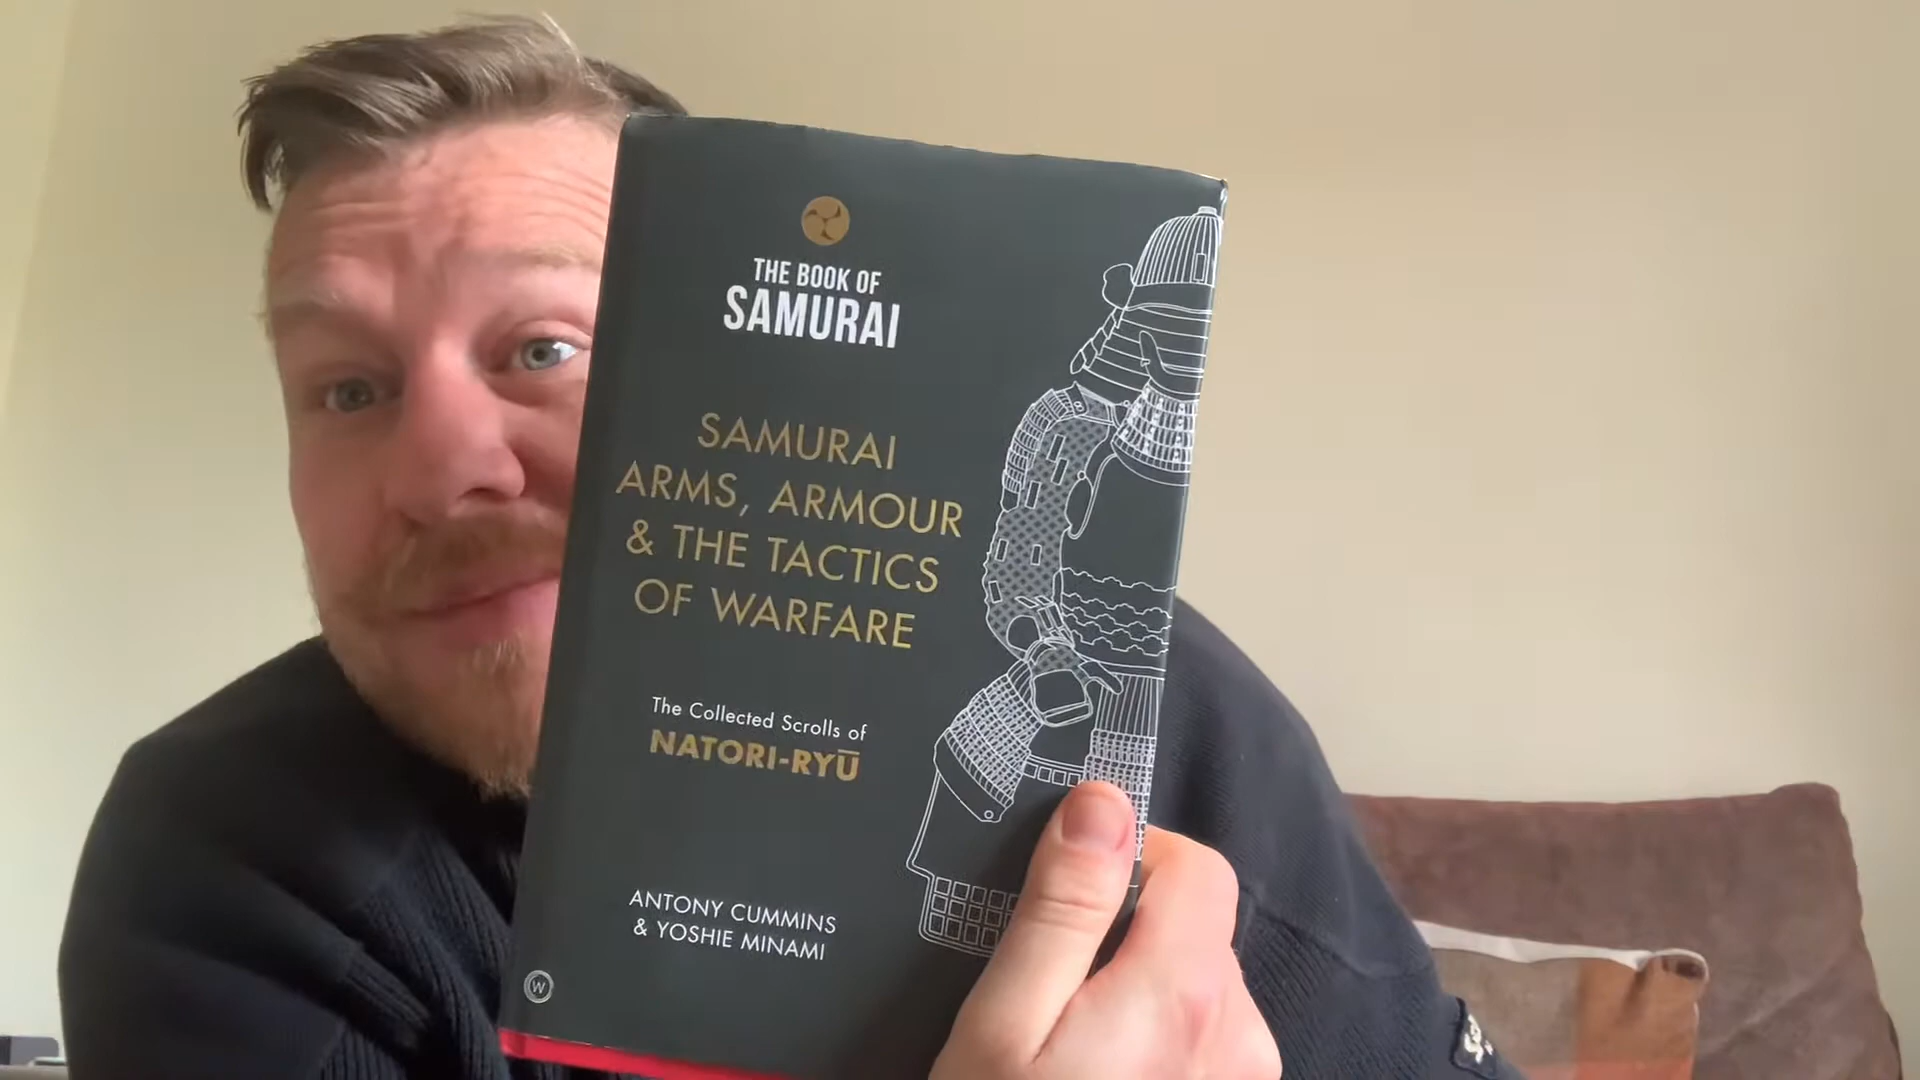 THE BOOK OF
SAMURAI
SAMURAI
ARMS, ARMOUR
& THE TACTICS
OF WARFARE
The Collected Scrolls of
NATORI-RYŪ
ANTONY CUMMINS
& YOSHIE MINAMI
W